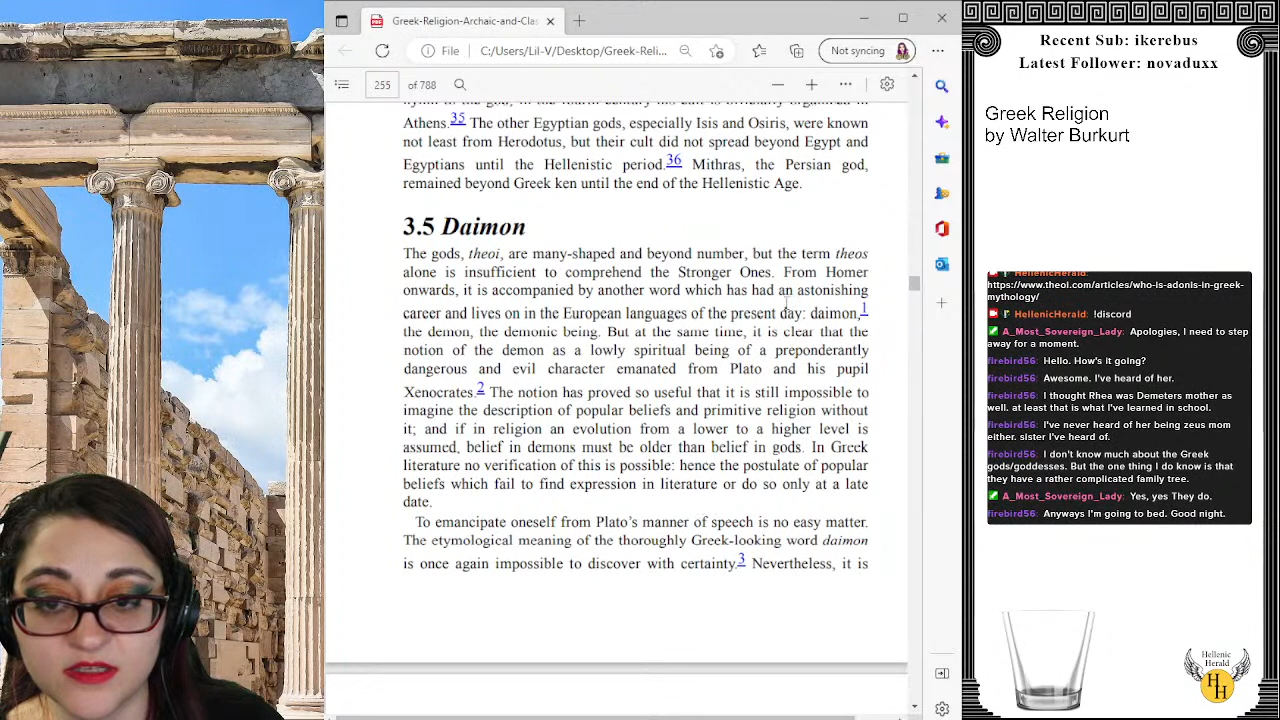 Greek-Religion-Archaic-and-Clas
File
C:/Users/Lil-V/Desktop/Greek-Reli...
Not syncing
255 of 788
Athens.35 The other Egyptian gods, especially Isis and Osiris, were known
not least from Herodotus, but their cult did not spread beyond Egypt and
Egyptians until the Hellenistic period.36 Mithras, the Persian god,
remained beyond Greek ken until the end of the Hellenistic Age.
3.5 Daimon
The gods, theoi, are many-shaped and beyond number, but the term theos
alone is insufficient to comprehend the Stronger Ones. From Homer
onwards, it is accompanied by another word which has had an astonishing
career and lives on in the European languages of the present day: daimon,1
the demon, the demonic being. But at the same time, it is clear that the
notion of the demon as a lowly spiritual being of a preponderantly
dangerous and evil character emanated from Plato and his pupil
Xenocrates.2 The notion has proved so useful that it is still impossible to
imagine the description of popular beliefs and primitive religion without
it; and if in religion an evolution from a lower to a higher level is
assumed, belief in demons must be older than belief in gods. In Greek
literature no verification of this is possible: hence the postulate of popular
beliefs which fail to find expression in literature or do so only at a late
date.
To emancipate oneself from Plato's manner of speech is no easy matter.
The etymological meaning of the thoroughly Greek-looking word daimon
is once again impossible to discover with certainty.3 Nevertheless, it is
Recent Sub: ikerebus
Latest Follower: novaduxx
Greek Religion
by Walter Burkurt
HellenicHerald:
https://www.theoi.com/articles/who-is-adonis-in-greek-
mythology/
HellenicHerald: !discord
A_Most_Sovereign_Lady: Apologies, I need to step
away for a moment.
firebird56: Hello. How's it going?
firebird56: Awesome. I've heard of her.
firebird56: I thought Rhea was Demeters mother as
well. at least that is what I've learned in school.
firebird56: I've never heard of her being zeus mom
either. sister I've heard of.
firebird56: I don't know much about the Greek
gods/goddesses. But the one thing I do know is that
they have a rather complicated family tree.
A_Most_Sovereign_Lady: Yes, yes They do.
firebird56: Anyways I'm going to bed. Good night.
Hellenic
Herald
HH